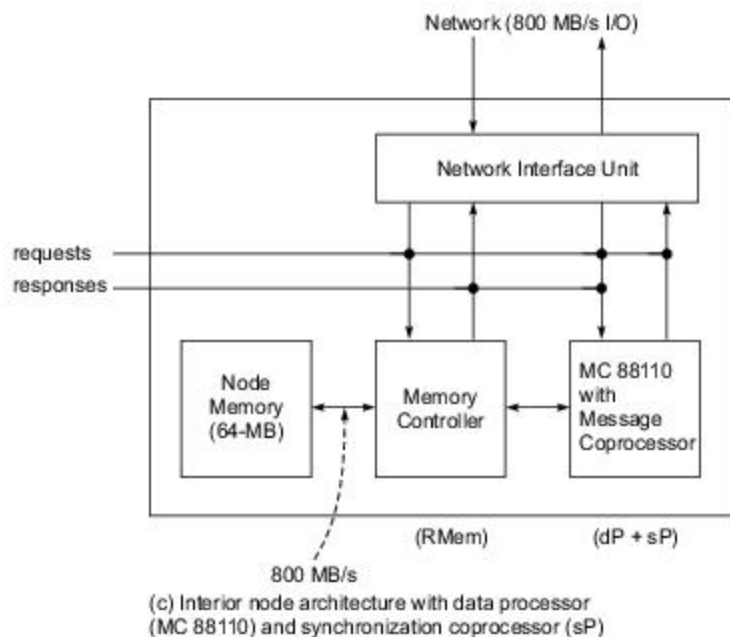 Network (800 MB/s I/O)
Network Interface Unit
requests
responses
Node
Memory
(64-MB)
Memory
Controller
MC 88110
with
Message
Coprocessor
(RMem)
(dP + sP)
800 MB/s
(c) Interior node architecture with data processor
(MC 88110) and synchronization coprocessor (sP)